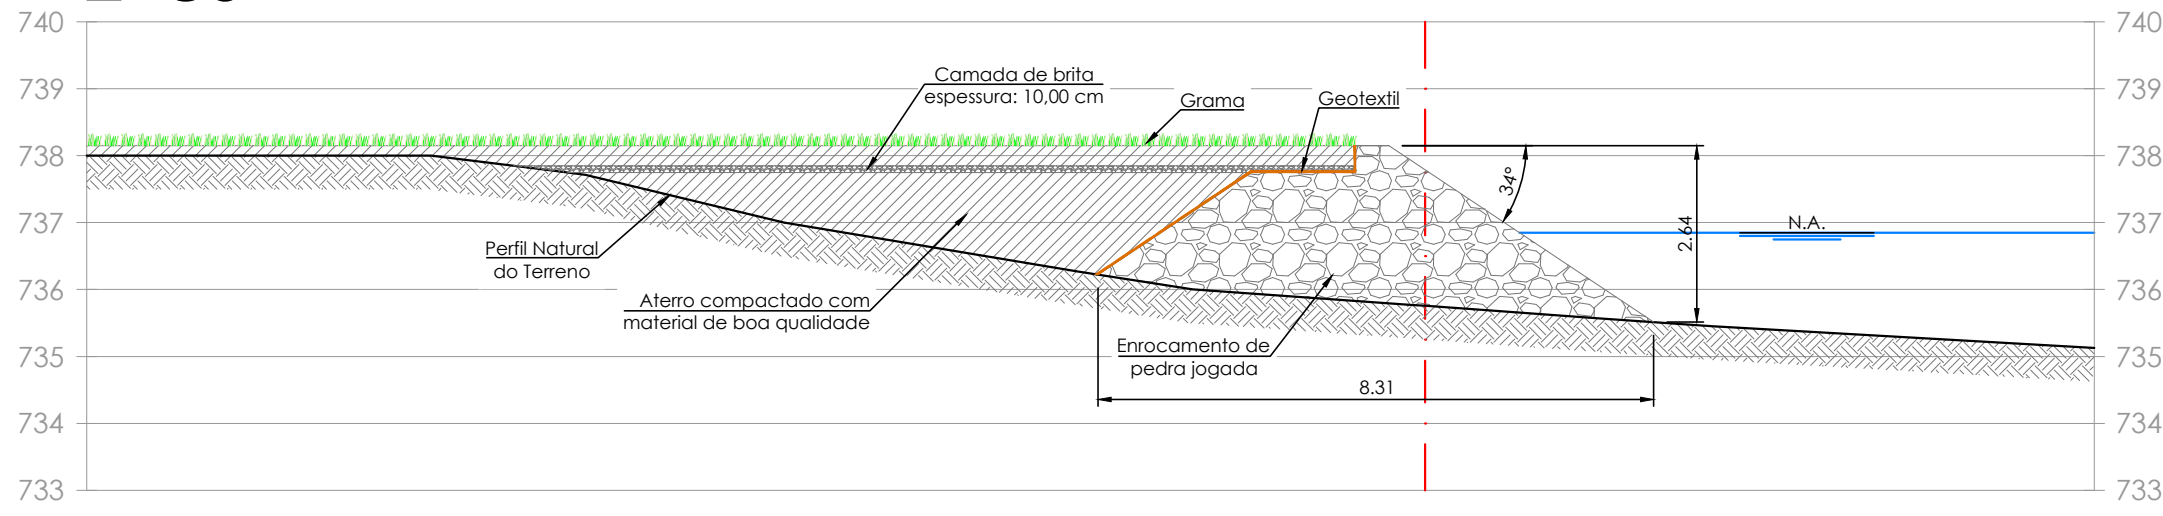 740
740
Camada de brita
espessura: 10,00 cm
Grama
Geotextil
739
739
738
738
34°
737
737
2.64
N.A.
Perfil Natural
do Terreno
Aterro compactado com
material de boa qualidade
736
736
Enrocamento de
pedra jogada
735
735
8.31
734
734
733
733